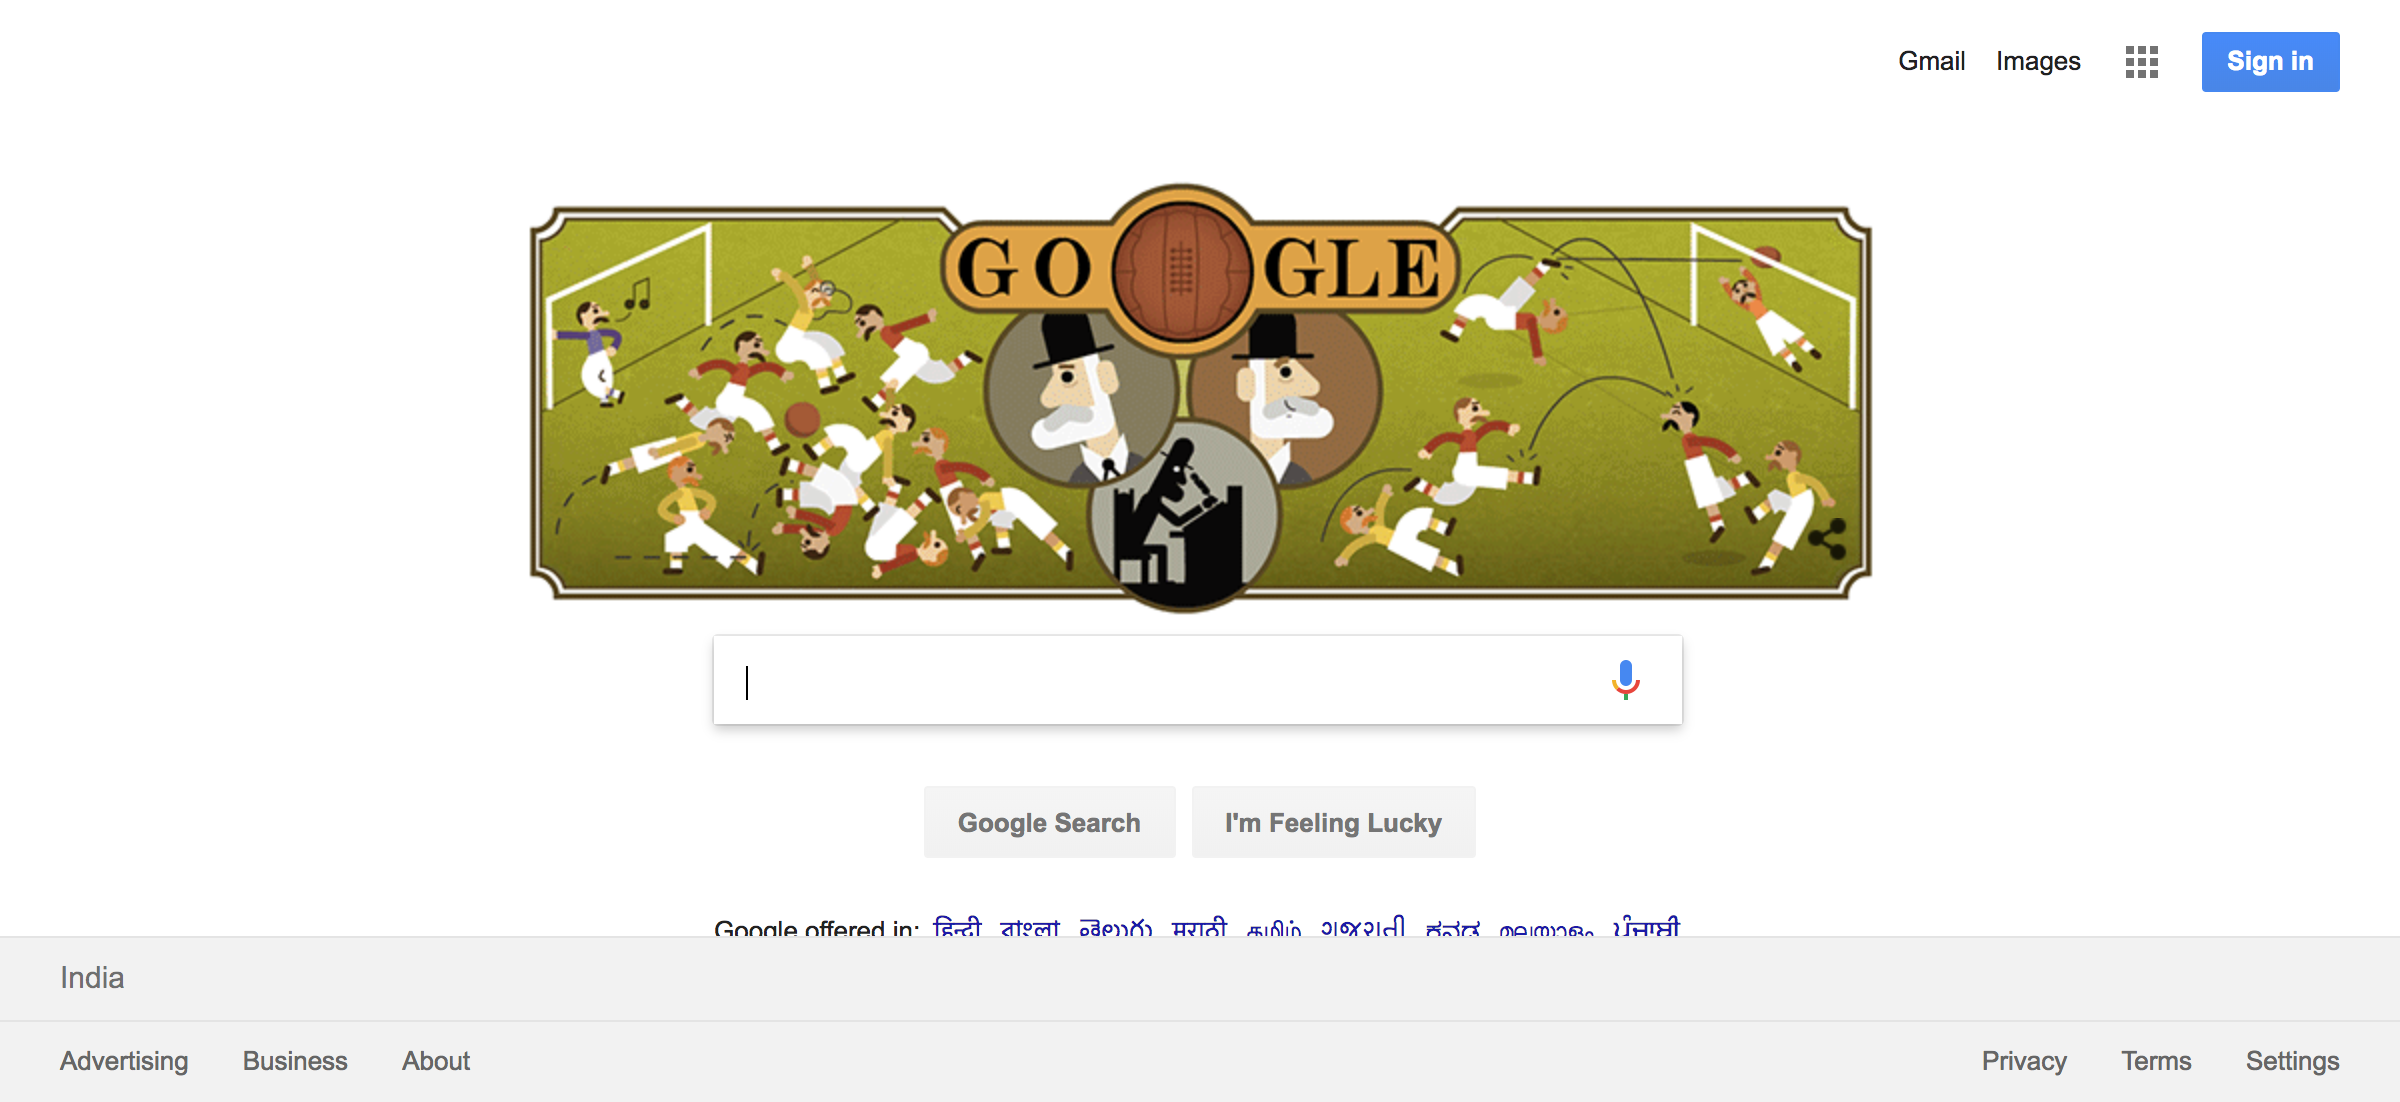 Gmail Images Sign in
GO GLE
Google Search I'm Feeling Lucky
Google offered in: हिन्दी বাংলা తెలుగు मराठी தமிழ் ગુજરાતી ಕನ್ನಡ മലയാളം ਪੰਜਾਬੀ
India
Advertising Business About Privacy Terms Settings